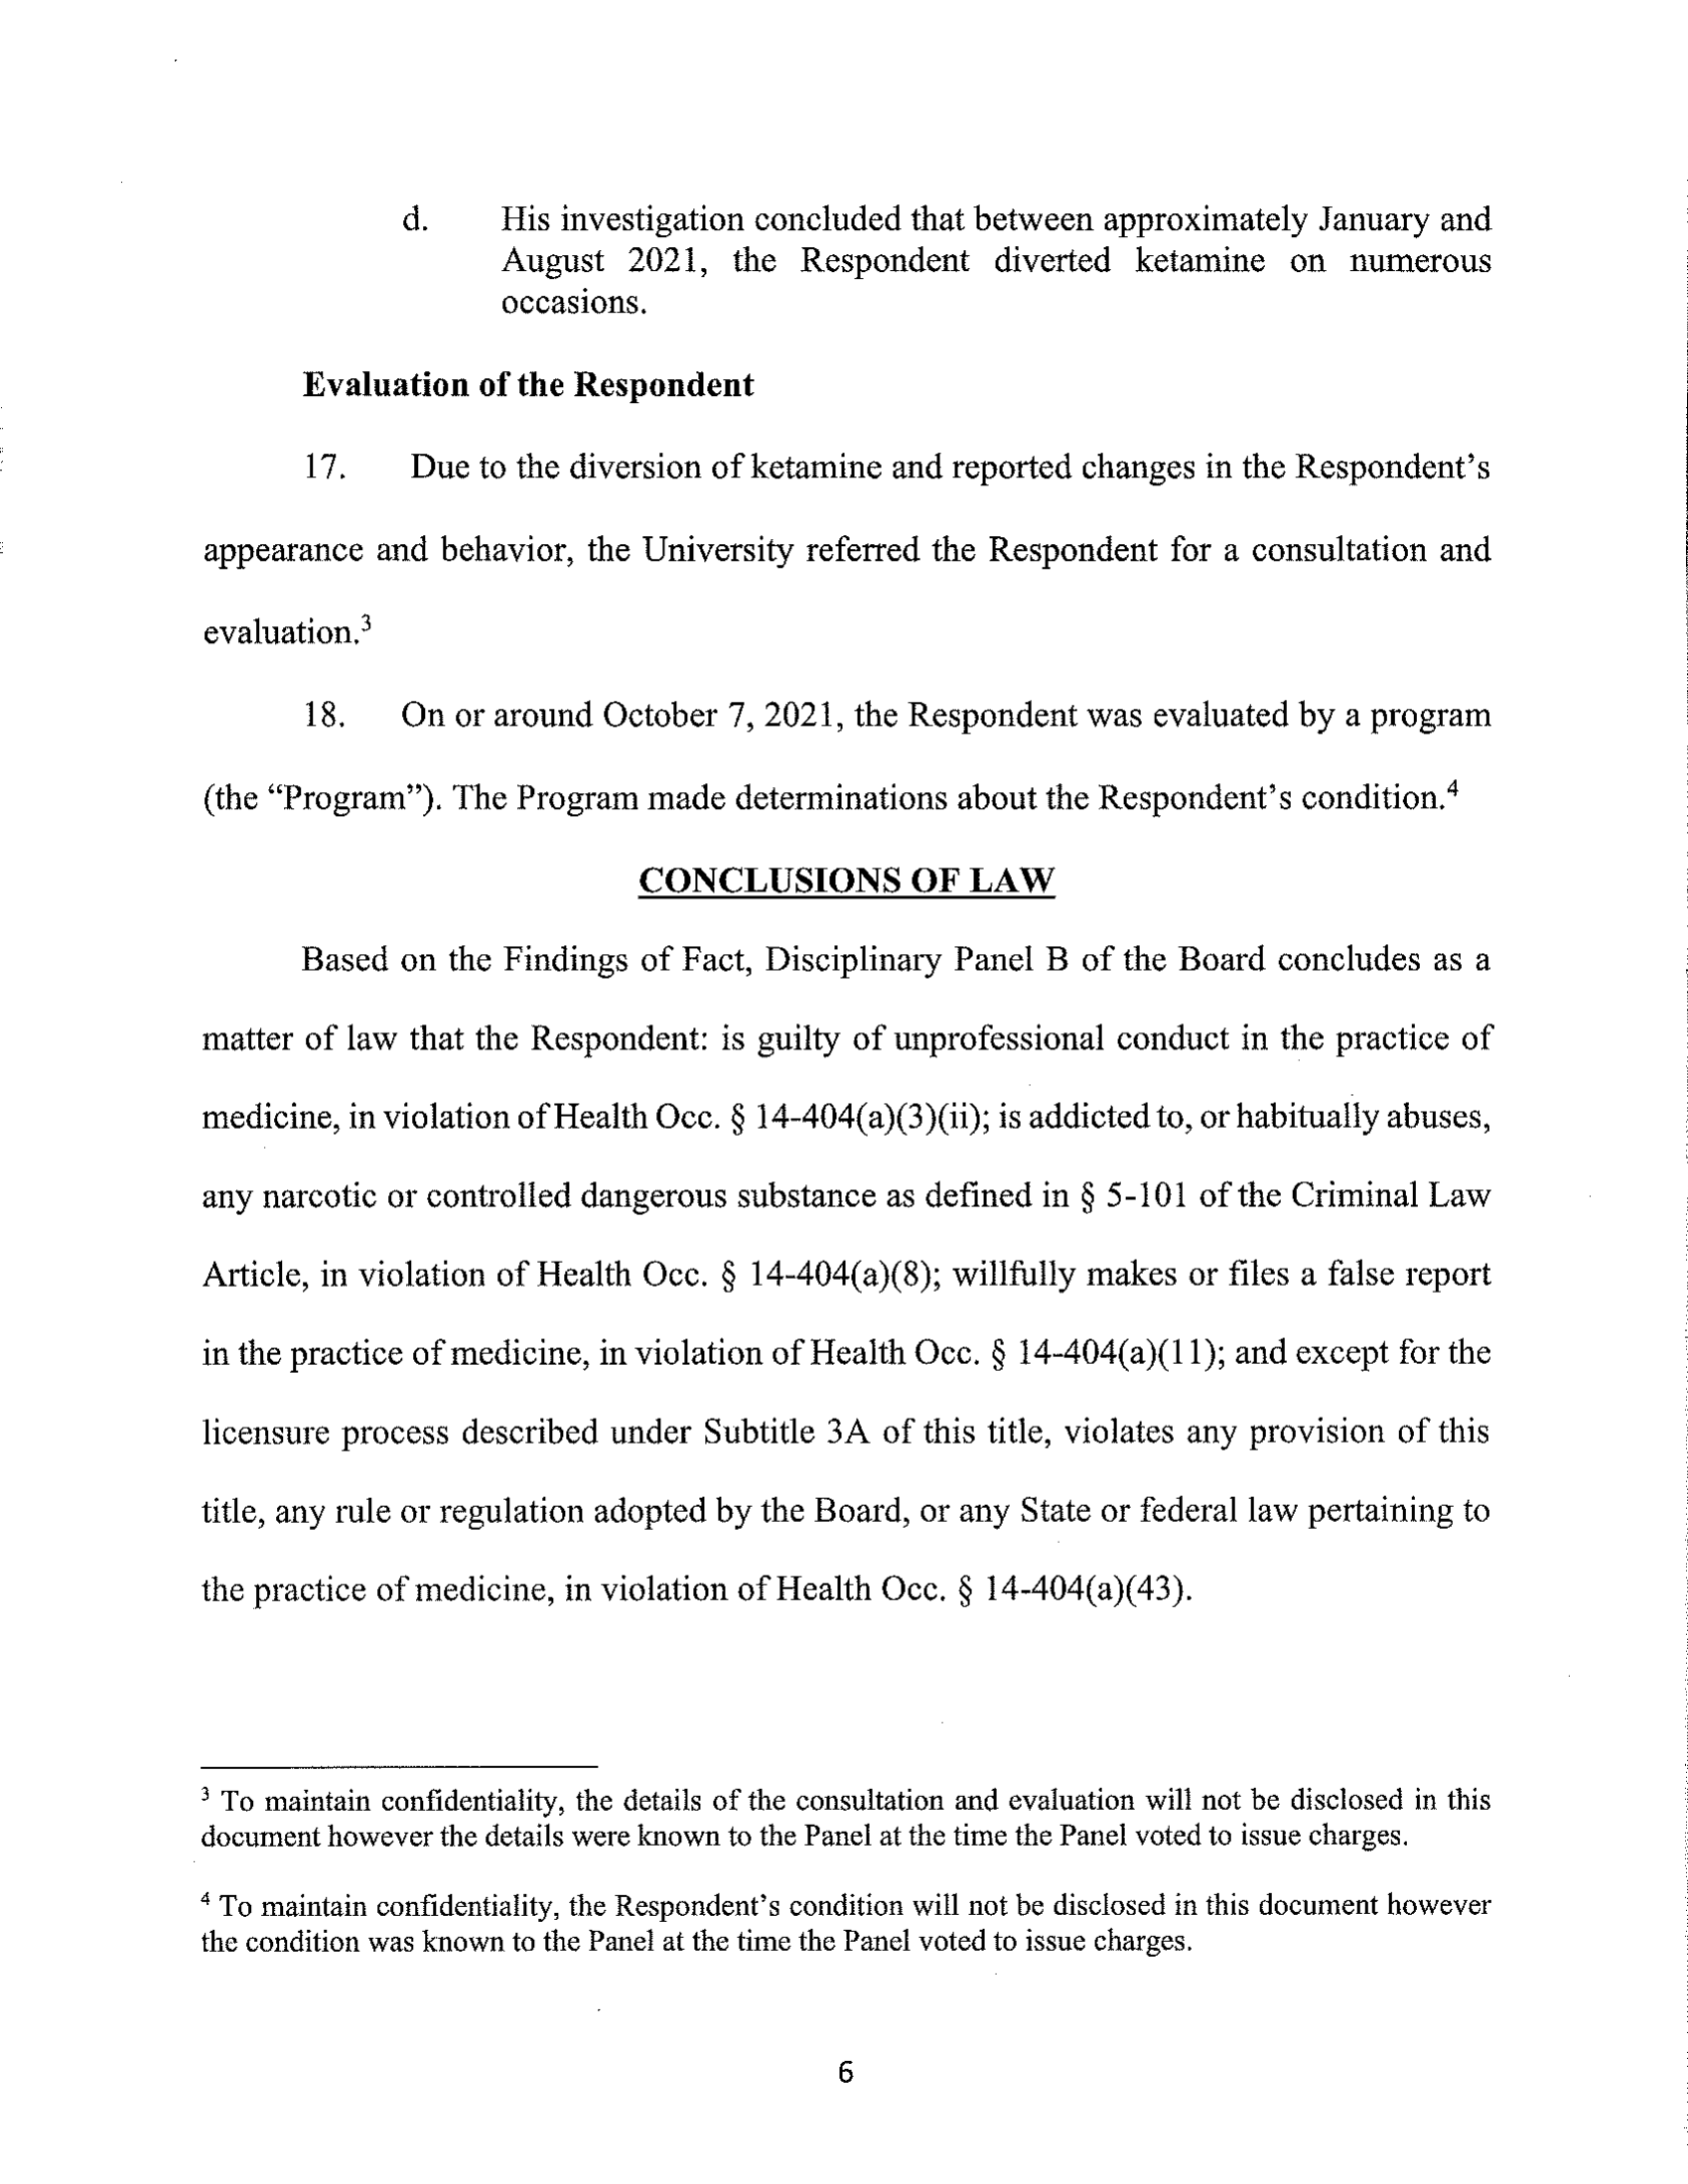 d. His investigation concluded that between approximately January and
August 2021, the Respondent diverted ketamine on numerous
occasions.
Evaluation of the Respondent
17. Due to the diversion of ketamine and reported changes in the Respondent’s
appearance and behavior, the University referred the Respondent for a consultation and
evaluation.³
18. On or around October 7, 2021, the Respondent was evaluated by a program
(the “Program”). The Program made determinations about the Respondent’s condition.⁴
CONCLUSIONS OF LAW
Based on the Findings of Fact, Disciplinary Panel B of the Board concludes as a
matter of law that the Respondent: is guilty of unprofessional conduct in the practice of
medicine, in violation of Health Occ. § 14-404(a)(3)(ii); is addicted to, or habitually abuses,
any narcotic or controlled dangerous substance as defined in § 5-101 of the Criminal Law
Article, in violation of Health Occ. § 14-404(a)(8); willfully makes or files a false report
in the practice of medicine, in violation of Health Occ. § 14-404(a)(11); and except for the
licensure process described under Subtitle 3A of this title, violates any provision of this
title, any rule or regulation adopted by the Board, or any State or federal law pertaining to
the practice of medicine, in violation of Health Occ. § 14-404(a)(43).
³ To maintain confidentiality, the details of the consultation and evaluation will not be disclosed in this
document however the details were known to the Panel at the time the Panel voted to issue charges.
⁴ To maintain confidentiality, the Respondent’s condition will not be disclosed in this document however
the condition was known to the Panel at the time the Panel voted to issue charges.
6